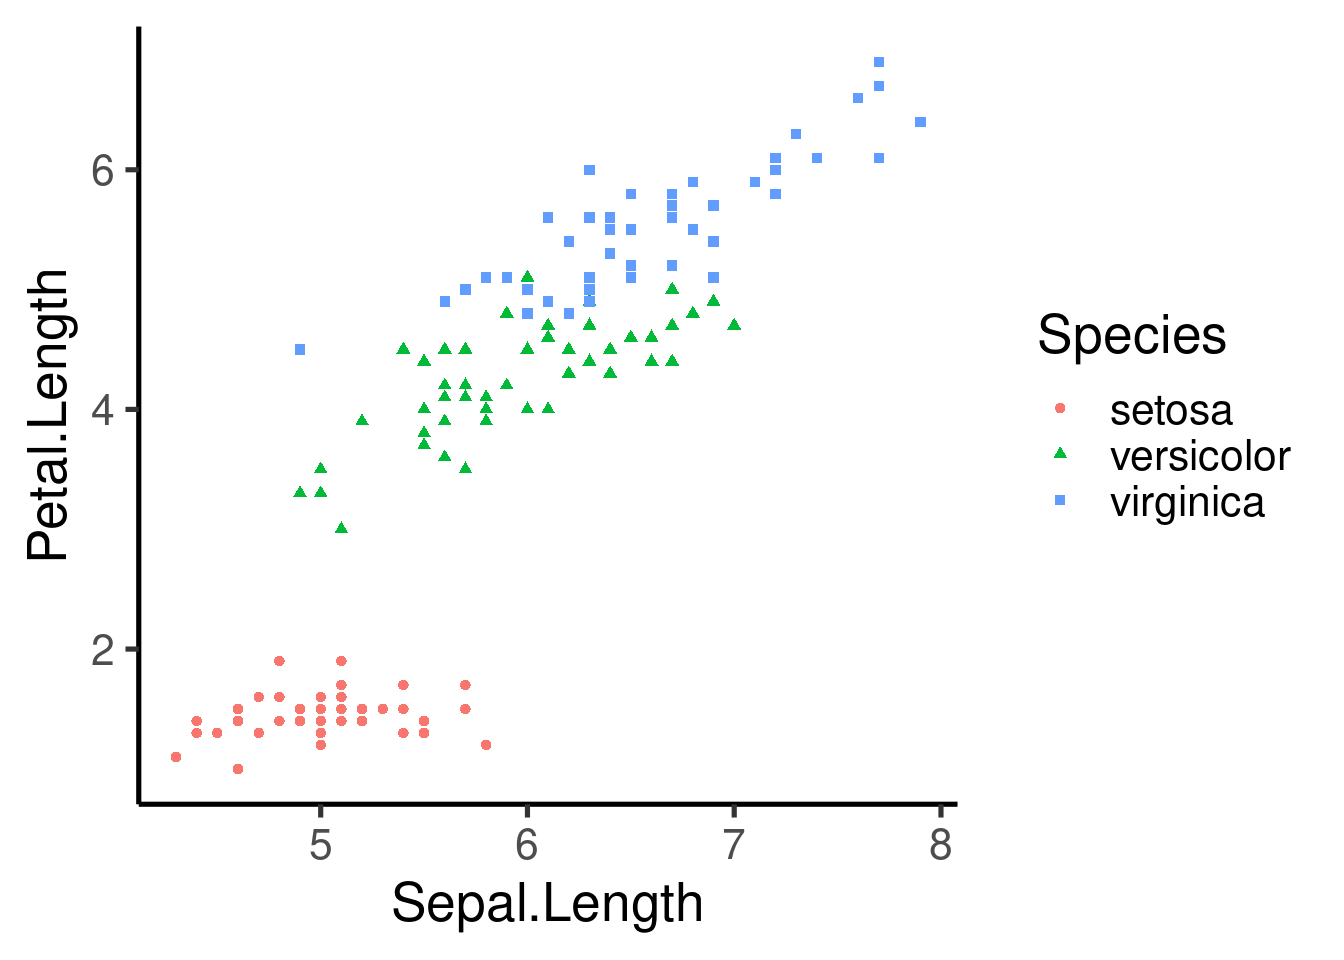 6
4
2
5 6 7 8
Petal.Length
Sepal.Length
Species
setosa
versicolor
virginica